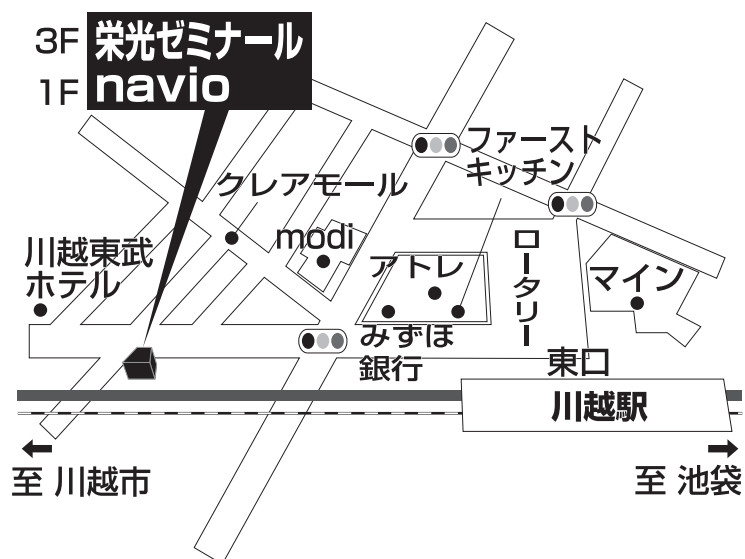 3F 栄光ゼミナール
1F navio
ファースト
キッチン
クレアモール
modi
川越東武
ホテル
アトレ
ロータリー
マイン
みずほ
銀行
東口
川越駅
至 川越市
至 池袋